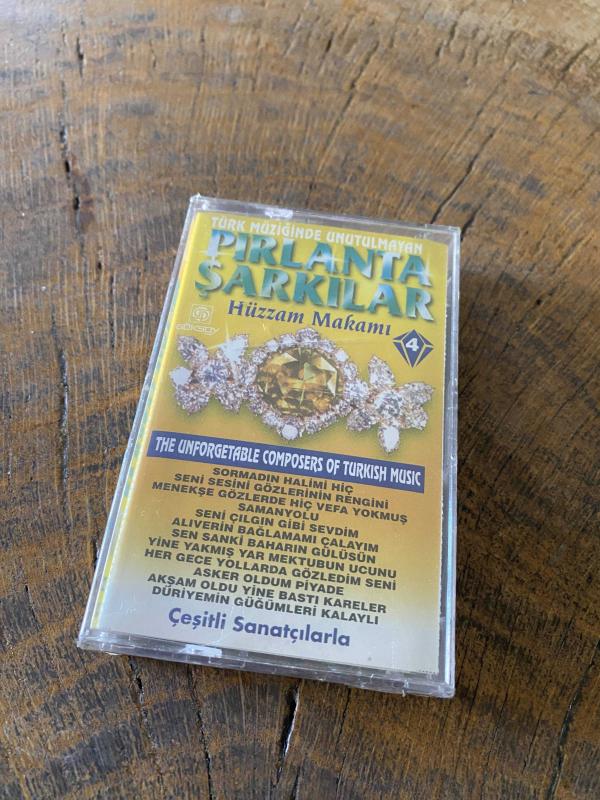 TÜRK MÜZİĞİNDE UNUTULMAYAN
PIRLANTA
ŞARKILAR
Hüzzam Makamı
GÖKSOY
4
THE UNFORGETABLE COMPOSERS OF TURKISH MUSIC
SORMADIN HALİMİ HİÇ
SENİ SESİNİ GÖZLERİNİN RENGİNİ
MENEKŞE GÖZLERDE HİÇ VEFA YOKMUŞ
SAMANYOLU
SENİ ÇILGIN GİBİ SEVDİM
ALIVERİN BAĞLAMAMI ÇALAYIM
SEN SANKİ BAHARIN GÜLÜSÜN
YİNE YAKMIŞ YAR MEKTUBUN UCUNU
HER GECE YOLLARDA GÖZLEDİM SENİ
ASKER OLDUM PİYADE
AKŞAM OLDU YİNE BASTI KARELER
DÜRİYEMİN GÜĞÜMLERİ KALAYLI
Çeşitli Sanatçılarla